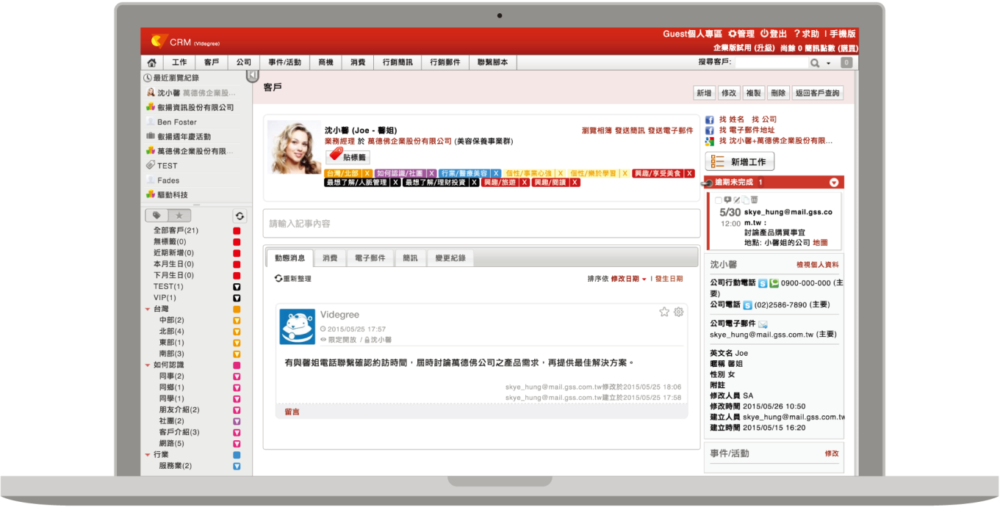 CRM (Videgree)
Guest個人專區 管理 登出 ?求助 | 手機版
企業版試用 (升級) 尚餘 0 簡訊點數 (購買)
工作 客戶 公司 事件/活動 商機 消費 行銷簡訊 行銷郵件 聯繫腳本
搜尋客戶: 0
最近瀏覽紀錄
沈小馨 萬德佛企業股...
叡揚資訊股份有限公司
Ben Foster
叡揚週年慶活動
萬德佛企業股份有限...
TEST
Fades
驅動科技
全部客戶(21)
無標籤(0)
近期新增(0)
本月生日(0)
下月生日(0)
TEST(1)
VIP(1)
台灣
中部(2)
北部(4)
東部(1)
南部(3)
如何認識
同事(2)
同鄉(1)
同學(1)
朋友介紹(2)
社團(2)
客戶介紹(3)
網路(5)
行業
服務業(2)
客戶
新增 修改 複製 刪除 返回客戶查詢
沈小馨 (Joe - 馨姐)
瀏覽相簿 發送簡訊 發送電子郵件
業務經理 於 萬德佛企業股份有限公司 (美容保養事業群)
貼標籤
台灣/北部 X 如何認識/社團 X 行業/醫療美容 X 個性/事業心強 X 個性/樂於學習 X 興趣/享受美食 X
最想了解/人脈管理 X 最想了解/理財投資 X 興趣/旅遊 X 興趣/閱讀 X
請輸入記事內容
動態消息 消費 電子郵件 簡訊 變更紀錄
重新整理
排序依 修改日期 | 發生日期
Videgree
2015/05/25 17:57
限定開放 / 沈小馨
有與馨姐電話聯繫確認約訪時間，屆時討論萬德佛公司之產品需求，再提供最佳解決方案。
skye_hung@mail.gss.com.tw修改於2015/05/25 18:06
skye_hung@mail.gss.com.tw建立於2015/05/25 17:58
留言
找 姓名 找 公司
找 電子郵件地址
找 沈小馨+萬德佛企業股份有限...
新增工作
逾期未完成 1
5/30 skye_hung@mail.gss.co
12:00 m.tw :
討論產品購買事宜
地點: 小馨姐的公司 地圖
沈小馨 檢視個人資料
公司行動電話 0900-000-000 (主
要)
公司電話 (02)2586-7890 (主要)
公司電子郵件
skye_hung@mail.gss.com.tw (主要)
英文名 Joe
暱稱 馨姐
性別 女
附註
修改人員 SA
修改時間 2015/05/26 10:50
建立人員 skye_hung@mail.gss.com.tw
建立時間 2015/05/15 16:20
事件/活動 修改